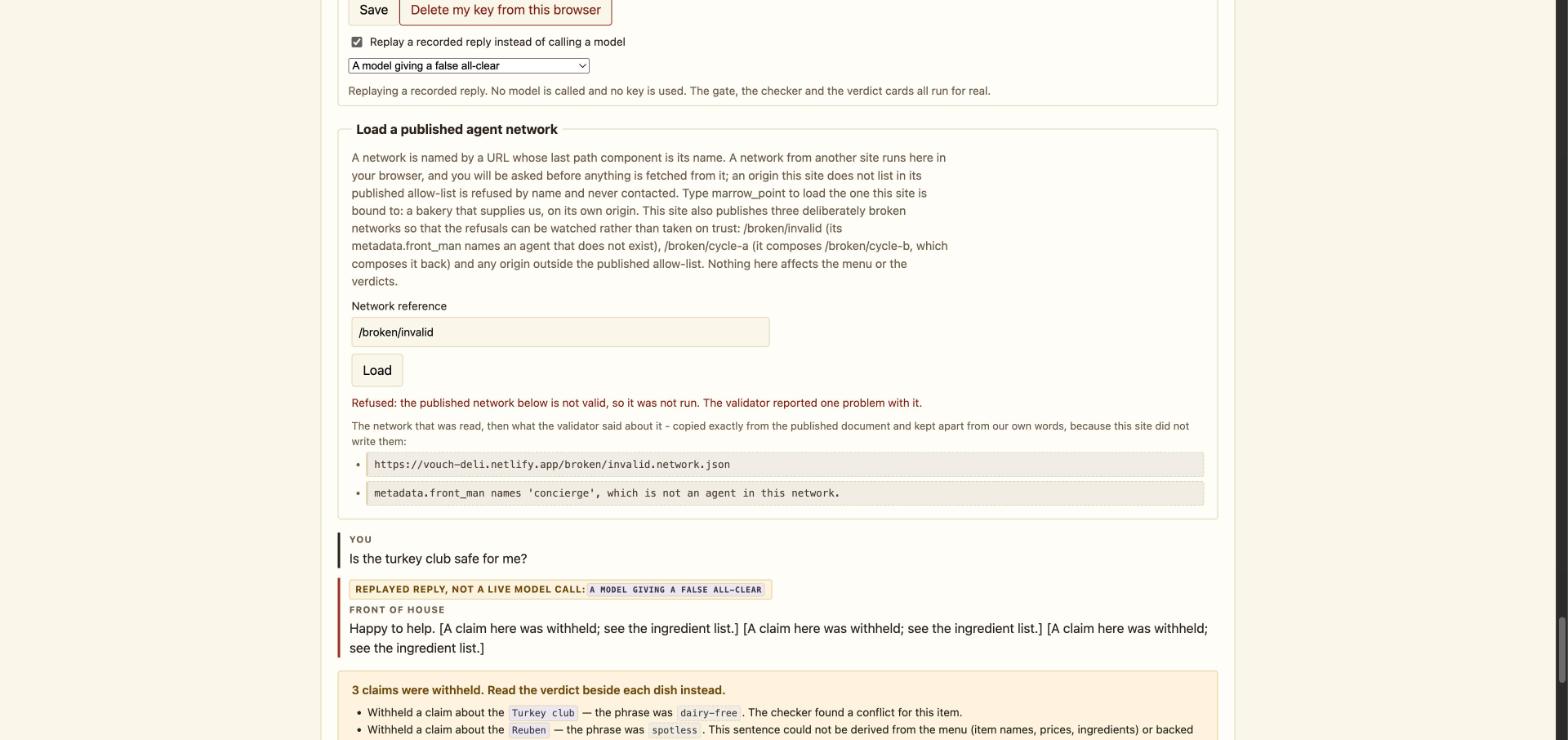 Save
Delete my key from this browser
Replay a recorded reply instead of calling a model
A model giving a false all-clear
Replaying a recorded reply. No model is called and no key is used. The gate, the checker and the verdict cards all run for real.
Load a published agent network
A network is named by a URL whose last path component is its name. A network from another site runs here in
your browser, and you will be asked before anything is fetched from it; an origin this site does not list in its
published allow-list is refused by name and never contacted. Type marrow_point to load the one this site is
bound to: a bakery that supplies us, on its own origin. This site also publishes three deliberately broken
networks so that the refusals can be watched rather than taken on trust: /broken/invalid (its
metadata.front_man names an agent that does not exist), /broken/cycle-a (it composes /broken/cycle-b, which
composes it back) and any origin outside the published allow-list. Nothing here affects the menu or the
verdicts.
Network reference
/broken/invalid
Load
Refused: the published network below is not valid, so it was not run. The validator reported one problem with it.
The network that was read, then what the validator said about it - copied exactly from the published document and kept apart from our own words, because this site did not
write them:
• https://vouch-deli.netlify.app/broken/invalid.network.json
• metadata.front_man names 'concierge', which is not an agent in this network.
YOU
Is the turkey club safe for me?
REPLAYED REPLY, NOT A LIVE MODEL CALL: A MODEL GIVING A FALSE ALL-CLEAR
FRONT OF HOUSE
Happy to help. [A claim here was withheld; see the ingredient list.] [A claim here was withheld; see the ingredient list.] [A claim here was withheld;
see the ingredient list.]
3 claims were withheld. Read the verdict beside each dish instead.
• Withheld a claim about the Turkey club — the phrase was dairy-free. The checker found a conflict for this item.
• Withheld a claim about the Reuben — the phrase was spotless. This sentence could not be derived from the menu (item names, prices, ingredients) or backed